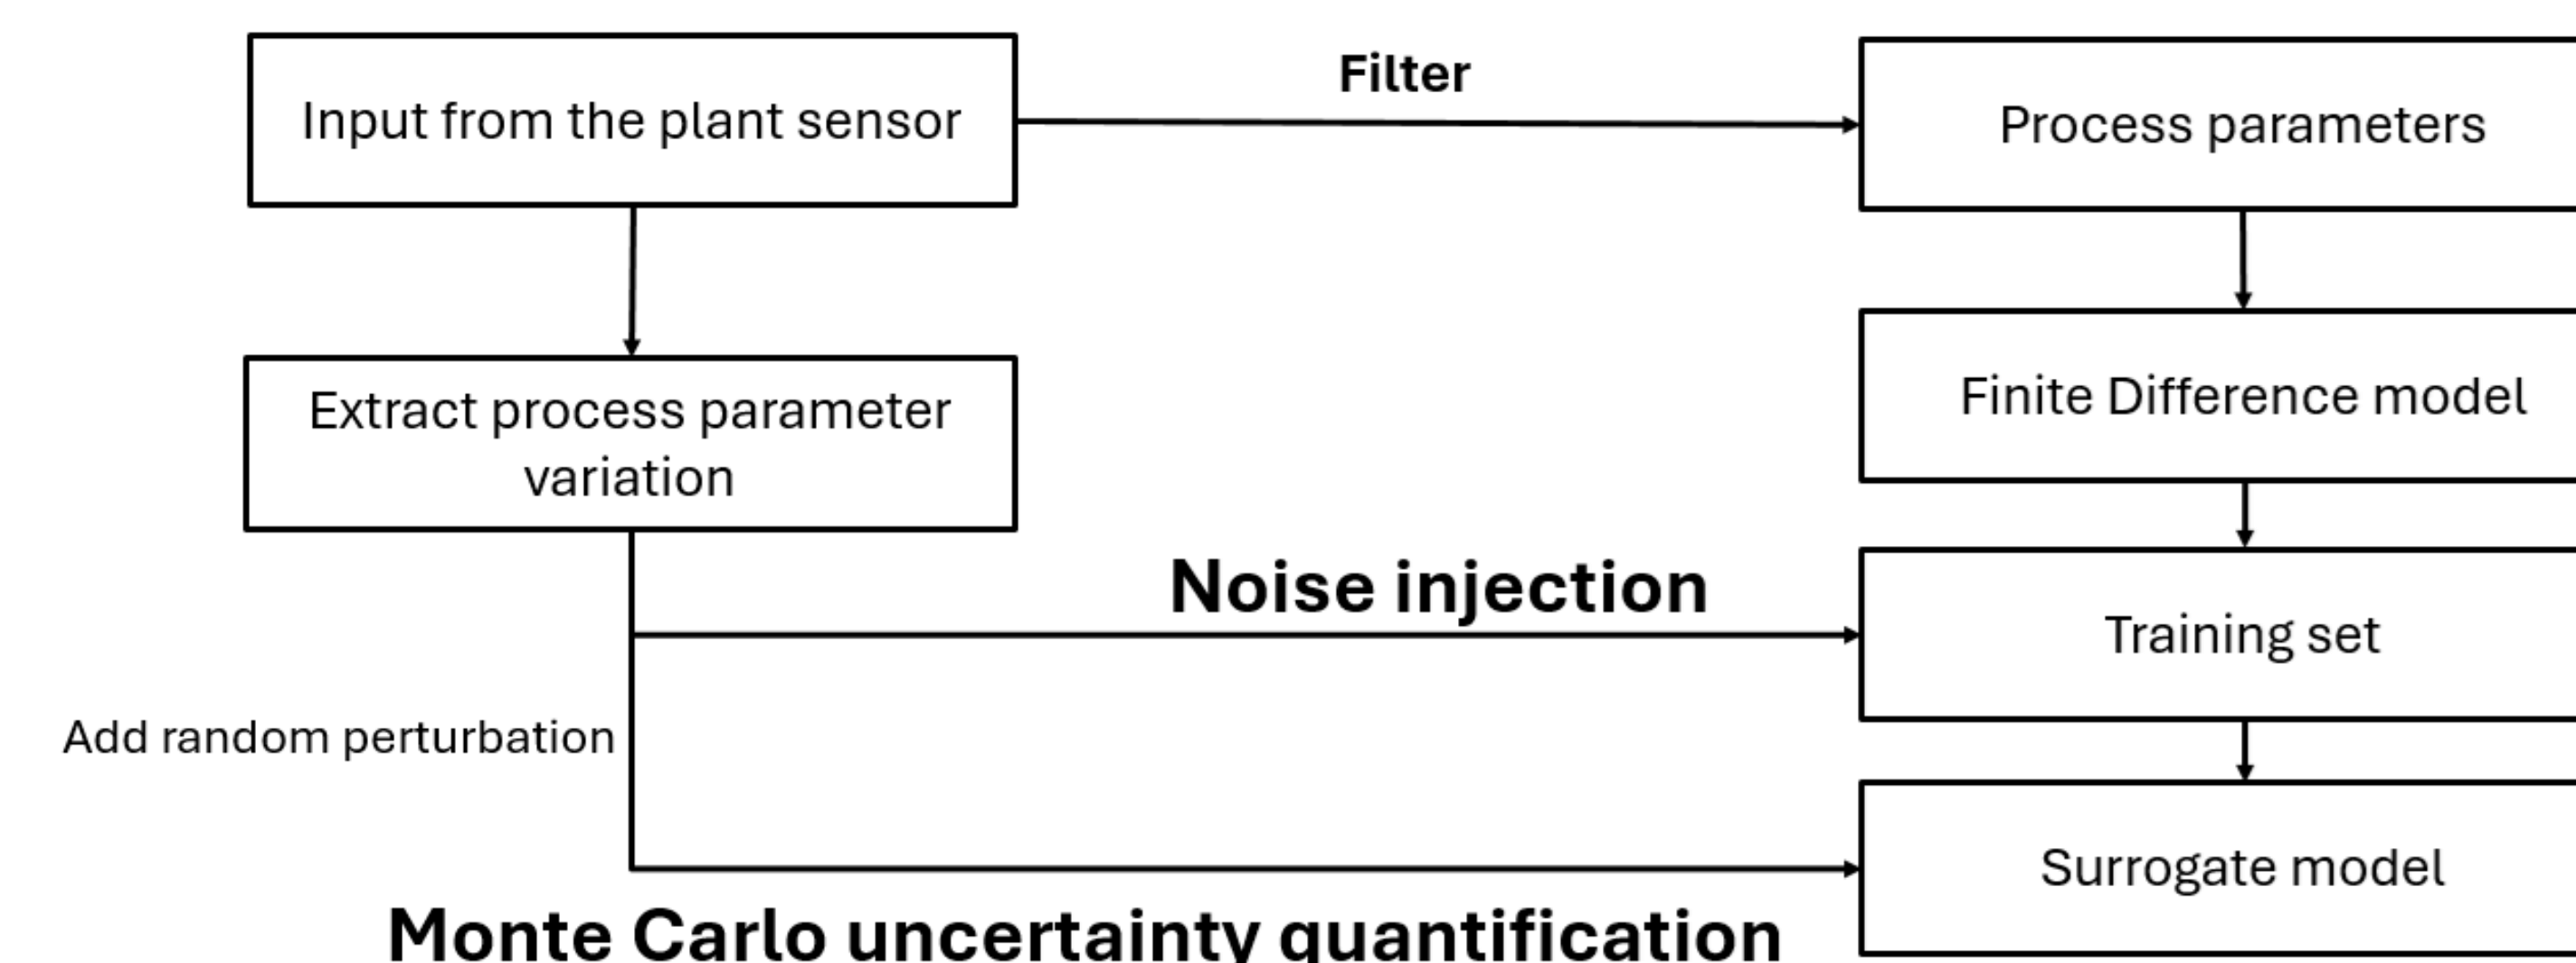 Input from the plant sensor
Filter
Process parameters
Extract process parameter
variation
Finite Difference model
Noise injection
Training set
Add random perturbation
Surrogate model
Monte Carlo uncertainty quantification